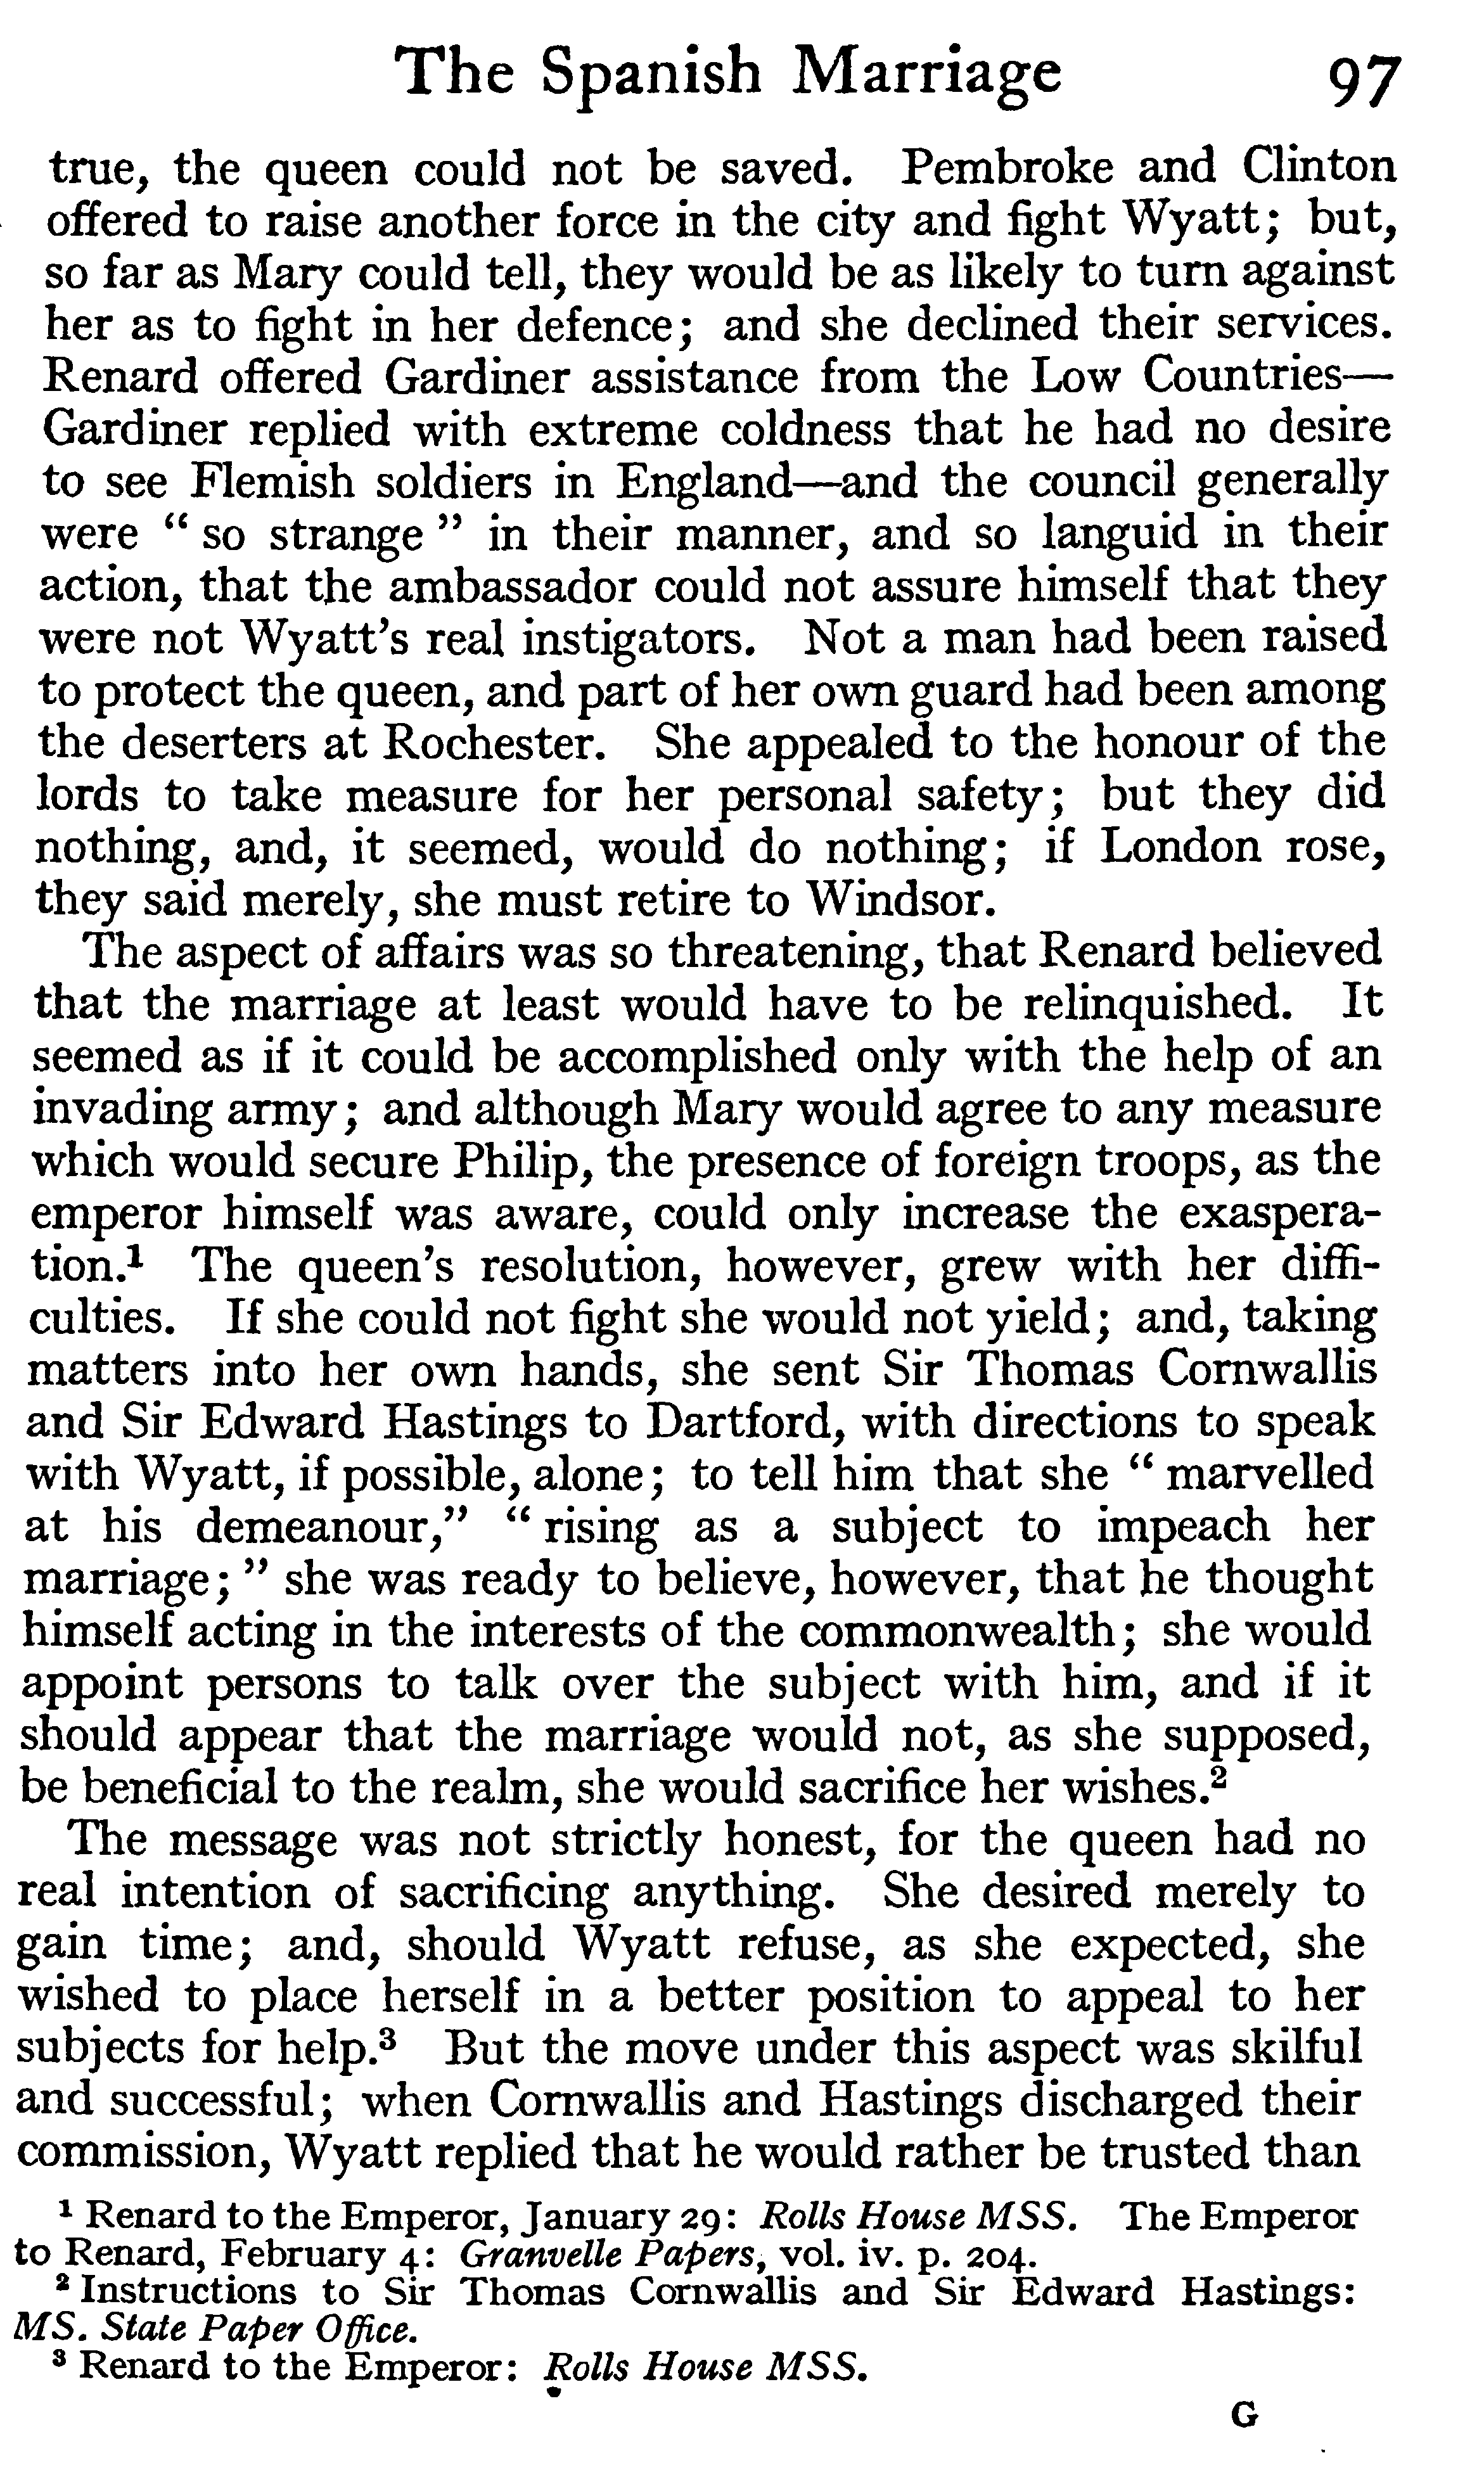 The Spanish Marriage 97
true, the queen could not be saved. Pembroke and Clinton
offered to raise another force in the city and fight Wyatt; but,
so far as Mary could tell, they would be as likely to turn against
her as to fight in her defence; and she declined their services.
Renard offered Gardiner assistance from the Low Countries—
Gardiner replied with extreme coldness that he had no desire
to see Flemish soldiers in England—and the council generally
were “ so strange ” in their manner, and so languid in their
action, that the ambassador could not assure himself that they
were not Wyatt’s real instigators. Not a man had been raised
to protect the queen, and part of her own guard had been among
the deserters at Rochester. She appealed to the honour of the
lords to take measure for her personal safety; but they did
nothing, and, it seemed, would do nothing; if London rose,
they said merely, she must retire to Windsor.
The aspect of affairs was so threatening, that Renard believed
that the marriage at least would have to be relinquished. It
seemed as if it could be accomplished only with the help of an
invading army; and although Mary would agree to any measure
which would secure Philip, the presence of foreign troops, as the
emperor himself was aware, could only increase the exaspera-
tion.¹ The queen’s resolution, however, grew with her diffi-
culties. If she could not fight she would not yield; and, taking
matters into her own hands, she sent Sir Thomas Cornwallis
and Sir Edward Hastings to Dartford, with directions to speak
with Wyatt, if possible, alone; to tell him that she “ marvelled
at his demeanour,” “ rising as a subject to impeach her
marriage; ” she was ready to believe, however, that he thought
himself acting in the interests of the commonwealth; she would
appoint persons to talk over the subject with him, and if it
should appear that the marriage would not, as she supposed,
be beneficial to the realm, she would sacrifice her wishes.²
The message was not strictly honest, for the queen had no
real intention of sacrificing anything. She desired merely to
gain time; and, should Wyatt refuse, as she expected, she
wished to place herself in a better position to appeal to her
subjects for help.³ But the move under this aspect was skilful
and successful; when Cornwallis and Hastings discharged their
commission, Wyatt replied that he would rather be trusted than
¹ Renard to the Emperor, January 29: Rolls House MSS. The Emperor
to Renard, February 4: Granvelle Papers, vol. iv. p. 204.
² Instructions to Sir Thomas Cornwallis and Sir Edward Hastings:
MS. State Paper Office.
³ Renard to the Emperor: Rolls House MSS.
G